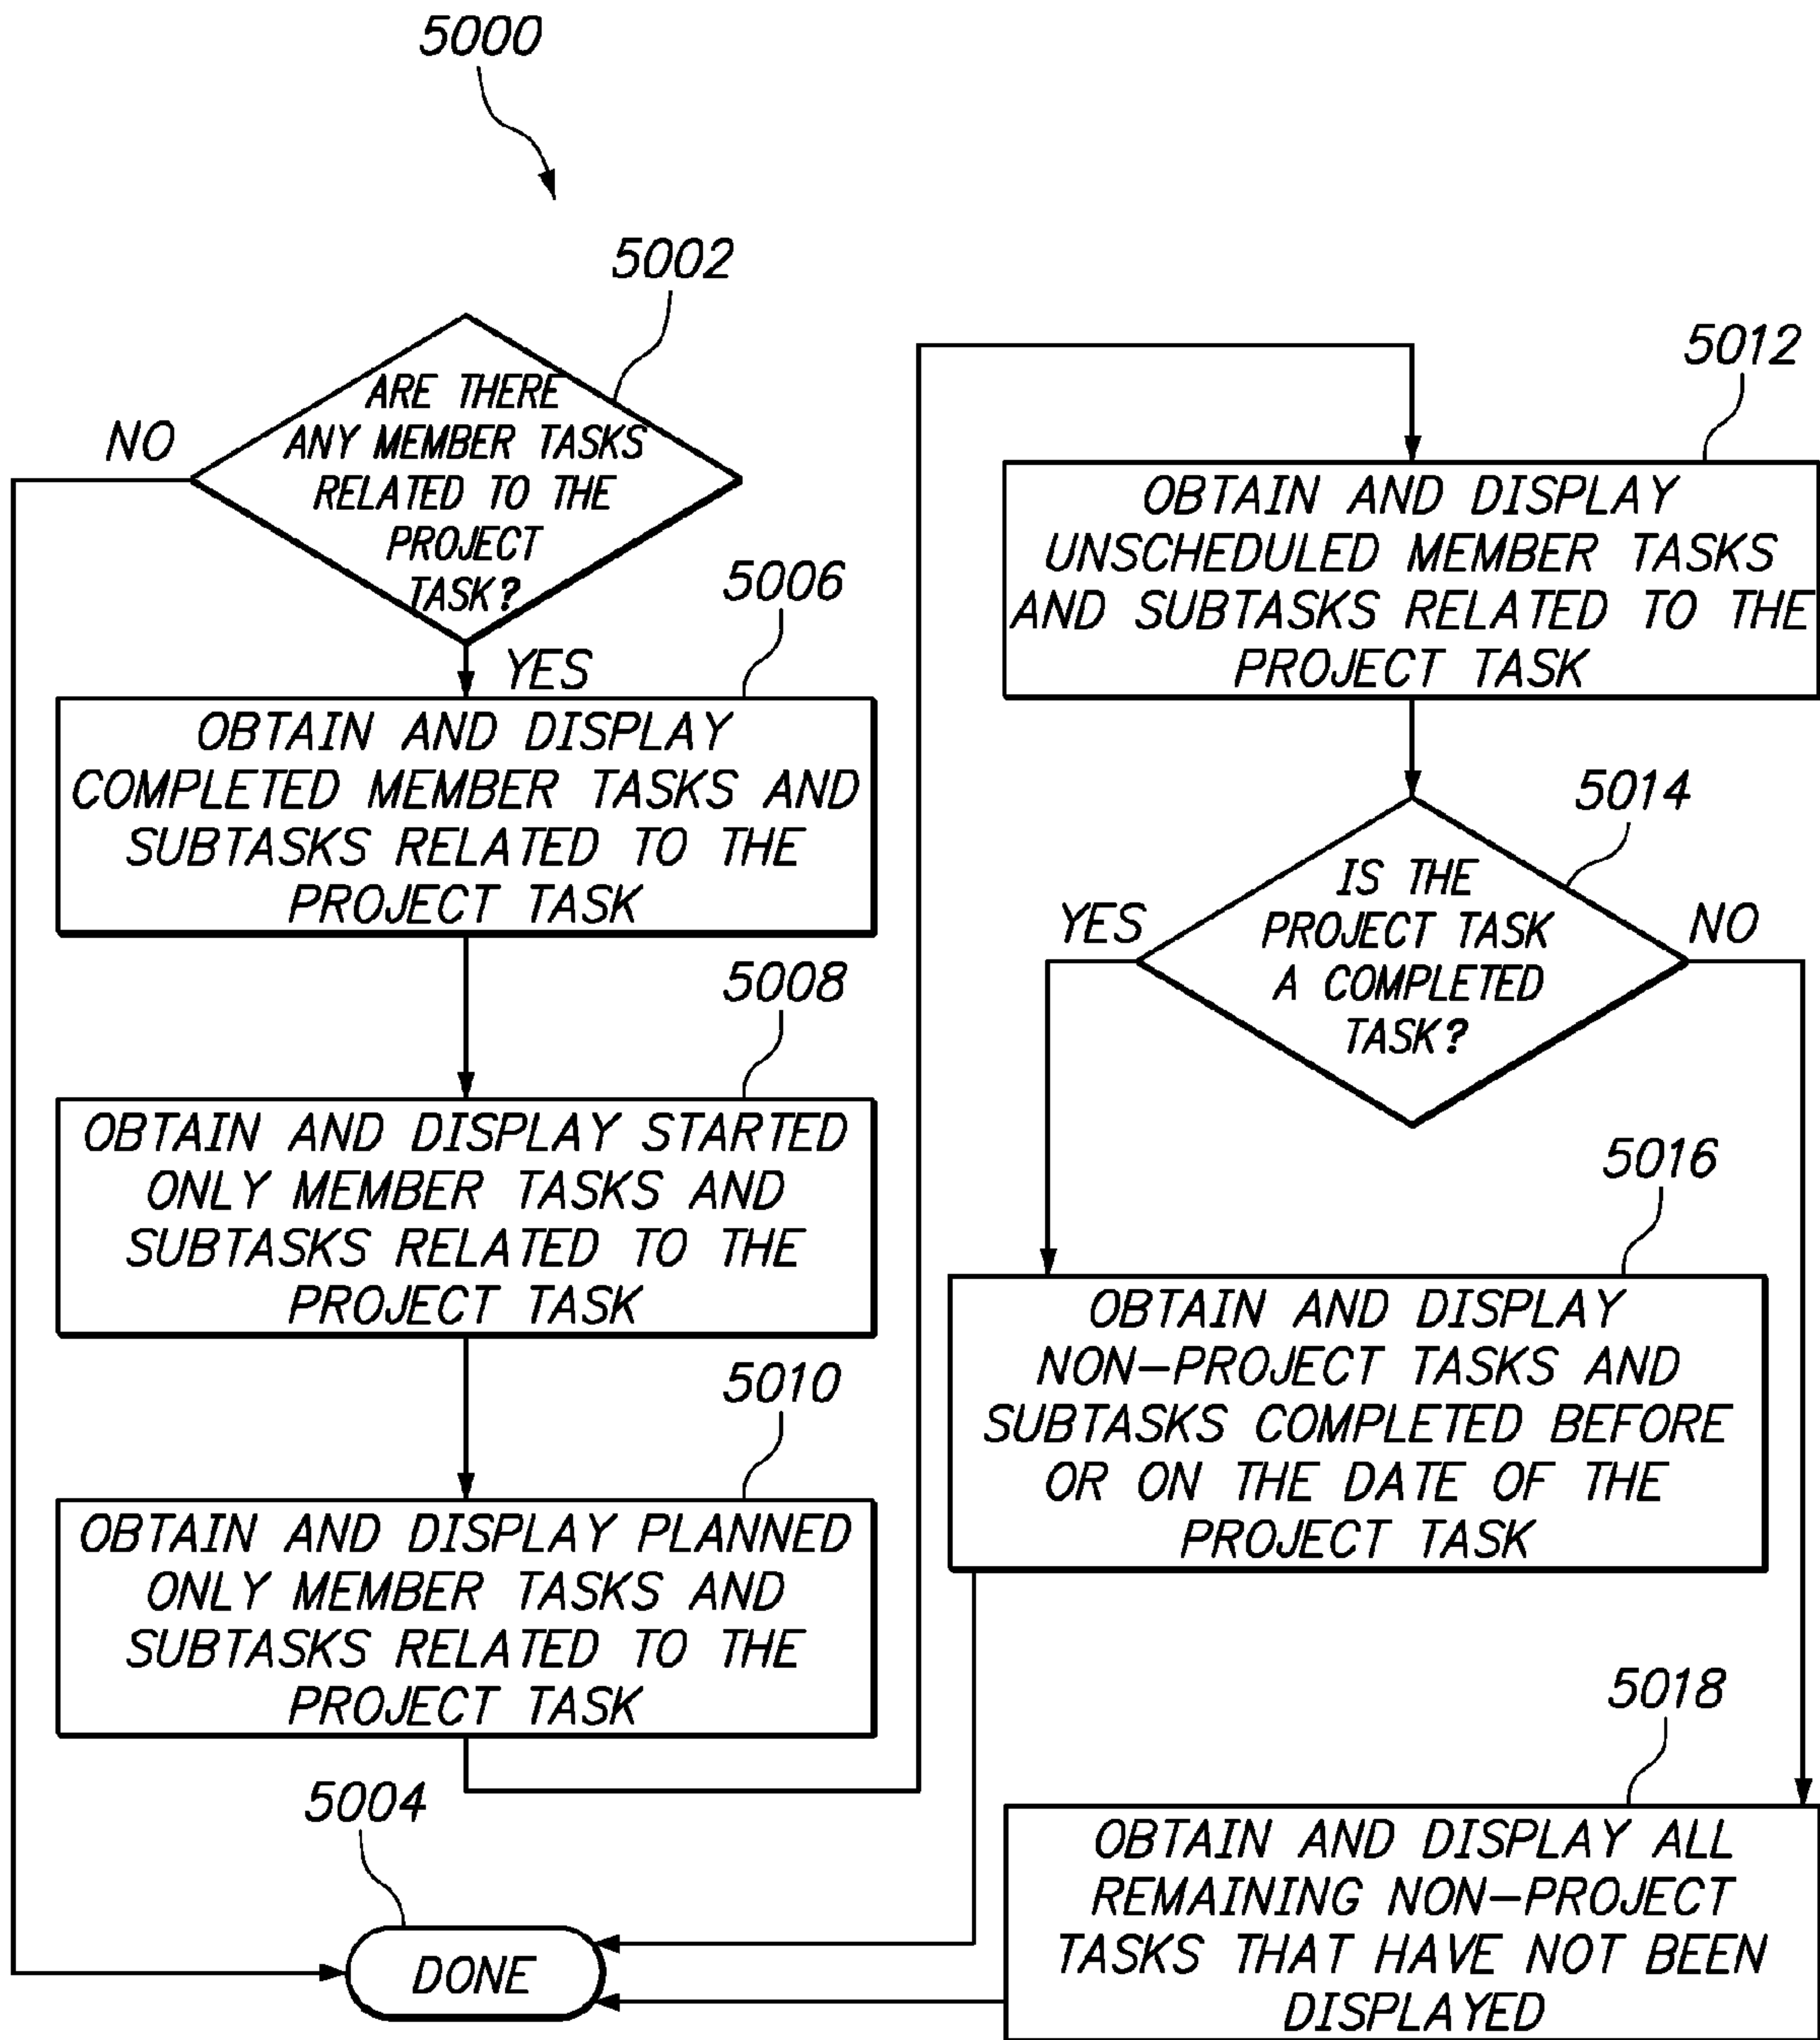 5000
5002
ARE THERE
ANY MEMBER TASKS
RELATED TO THE
PROJECT
TASK?
NO
YES
5006
OBTAIN AND DISPLAY
COMPLETED MEMBER TASKS AND
SUBTASKS RELATED TO THE
PROJECT TASK
5008
OBTAIN AND DISPLAY STARTED
ONLY MEMBER TASKS AND
SUBTASKS RELATED TO THE
PROJECT TASK
5010
OBTAIN AND DISPLAY PLANNED
ONLY MEMBER TASKS AND
SUBTASKS RELATED TO THE
PROJECT TASK
5004
DONE
5012
OBTAIN AND DISPLAY
UNSCHEDULED MEMBER TASKS
AND SUBTASKS RELATED TO THE
PROJECT TASK
5014
IS THE
PROJECT TASK
A COMPLETED
TASK?
YES
NO
5016
OBTAIN AND DISPLAY
NON-PROJECT TASKS AND
SUBTASKS COMPLETED BEFORE
OR ON THE DATE OF THE
PROJECT TASK
5018
OBTAIN AND DISPLAY ALL
REMAINING NON-PROJECT
TASKS THAT HAVE NOT BEEN
DISPLAYED